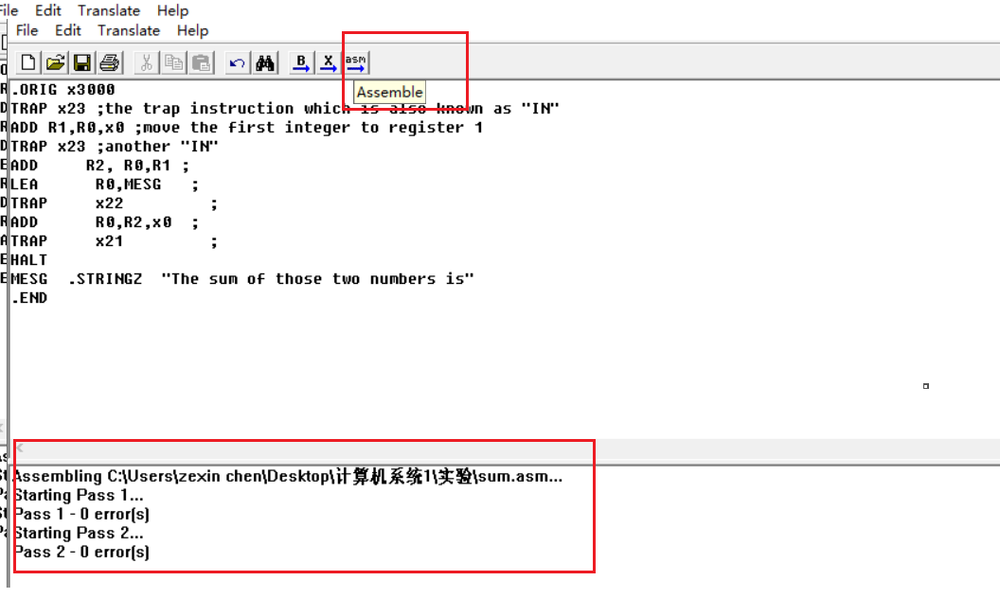 File Edit Translate Help
File Edit Translate Help
B X asm
Assemble
.ORIG x3000
TRAP x23 ;the trap instruction which is also known as "IN"
ADD R1,R0,x0 ;move the first integer to register 1
TRAP x23 ;another "IN"
ADD R2, R0,R1 ;
LEA R0,MESG ;
TRAP x22 ;
ADD R0,R2,x0 ;
TRAP x21 ;
HALT
MESG .STRINGZ "The sum of those two numbers is"
.END
Assembling C:\Users\zexin chen\Desktop\计算机系统1\实验\sum.asm...
Starting Pass 1...
Pass 1 - 0 error(s)
Starting Pass 2...
Pass 2 - 0 error(s)